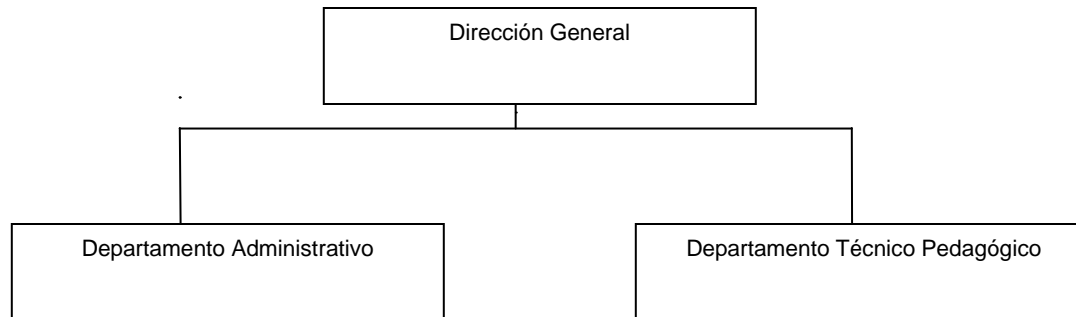 Dirección General
Departamento Administrativo
Departamento Técnico Pedagógico